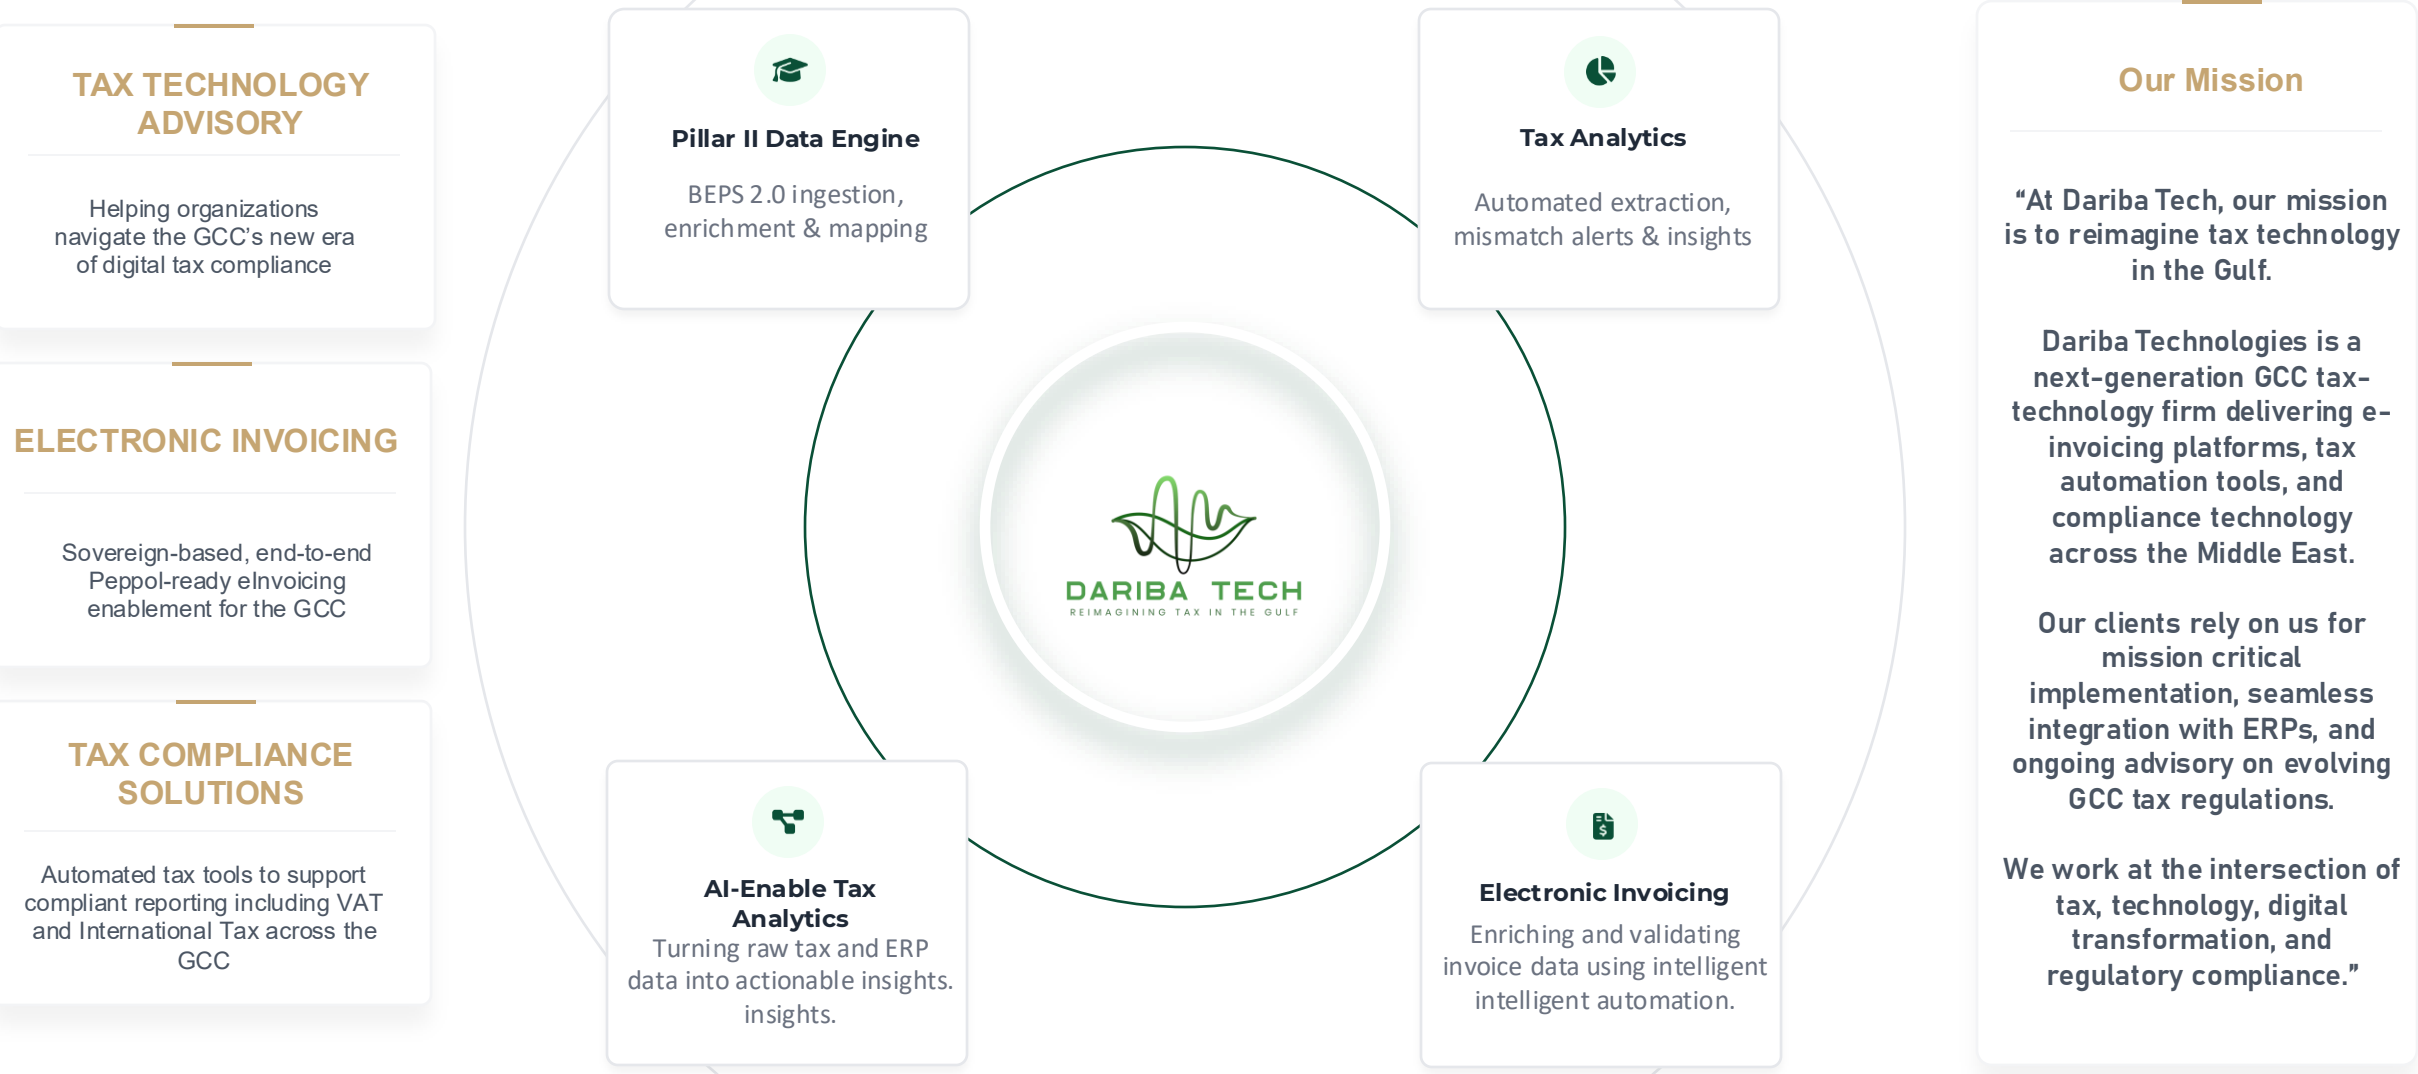 TAX TECHNOLOGY
ADVISORY
Helping organizations
navigate the GCC's new era
of digital tax compliance
ELECTRONIC INVOICING
Sovereign-based, end-to-end
Peppol-ready eInvoicing
enablement for the GCC
TAX COMPLIANCE
SOLUTIONS
Automated tax tools to support
compliant reporting including VAT
and International Tax across the
GCC
Pillar II Data Engine
BEPS 2.0 ingestion,
enrichment & mapping
Tax Analytics
Automated extraction,
mismatch alerts & insights
DARIBA TECH
REIMAGINING TAX IN THE GULF
AI-Enable Tax
Analytics
Turning raw tax and ERP
data into actionable insights.
insights.
Electronic Invoicing
Enriching and validating
invoice data using intelligent
intelligent automation.
Our Mission
“At Dariba Tech, our mission
is to reimagine tax technology
in the Gulf.
Dariba Technologies is a
next-generation GCC tax-
technology firm delivering e-
invoicing platforms, tax
automation tools, and
compliance technology
across the Middle East.
Our clients rely on us for
mission critical
implementation, seamless
integration with ERPs, and
ongoing advisory on evolving
GCC tax regulations.
We work at the intersection of
tax, technology, digital
transformation, and
regulatory compliance.”